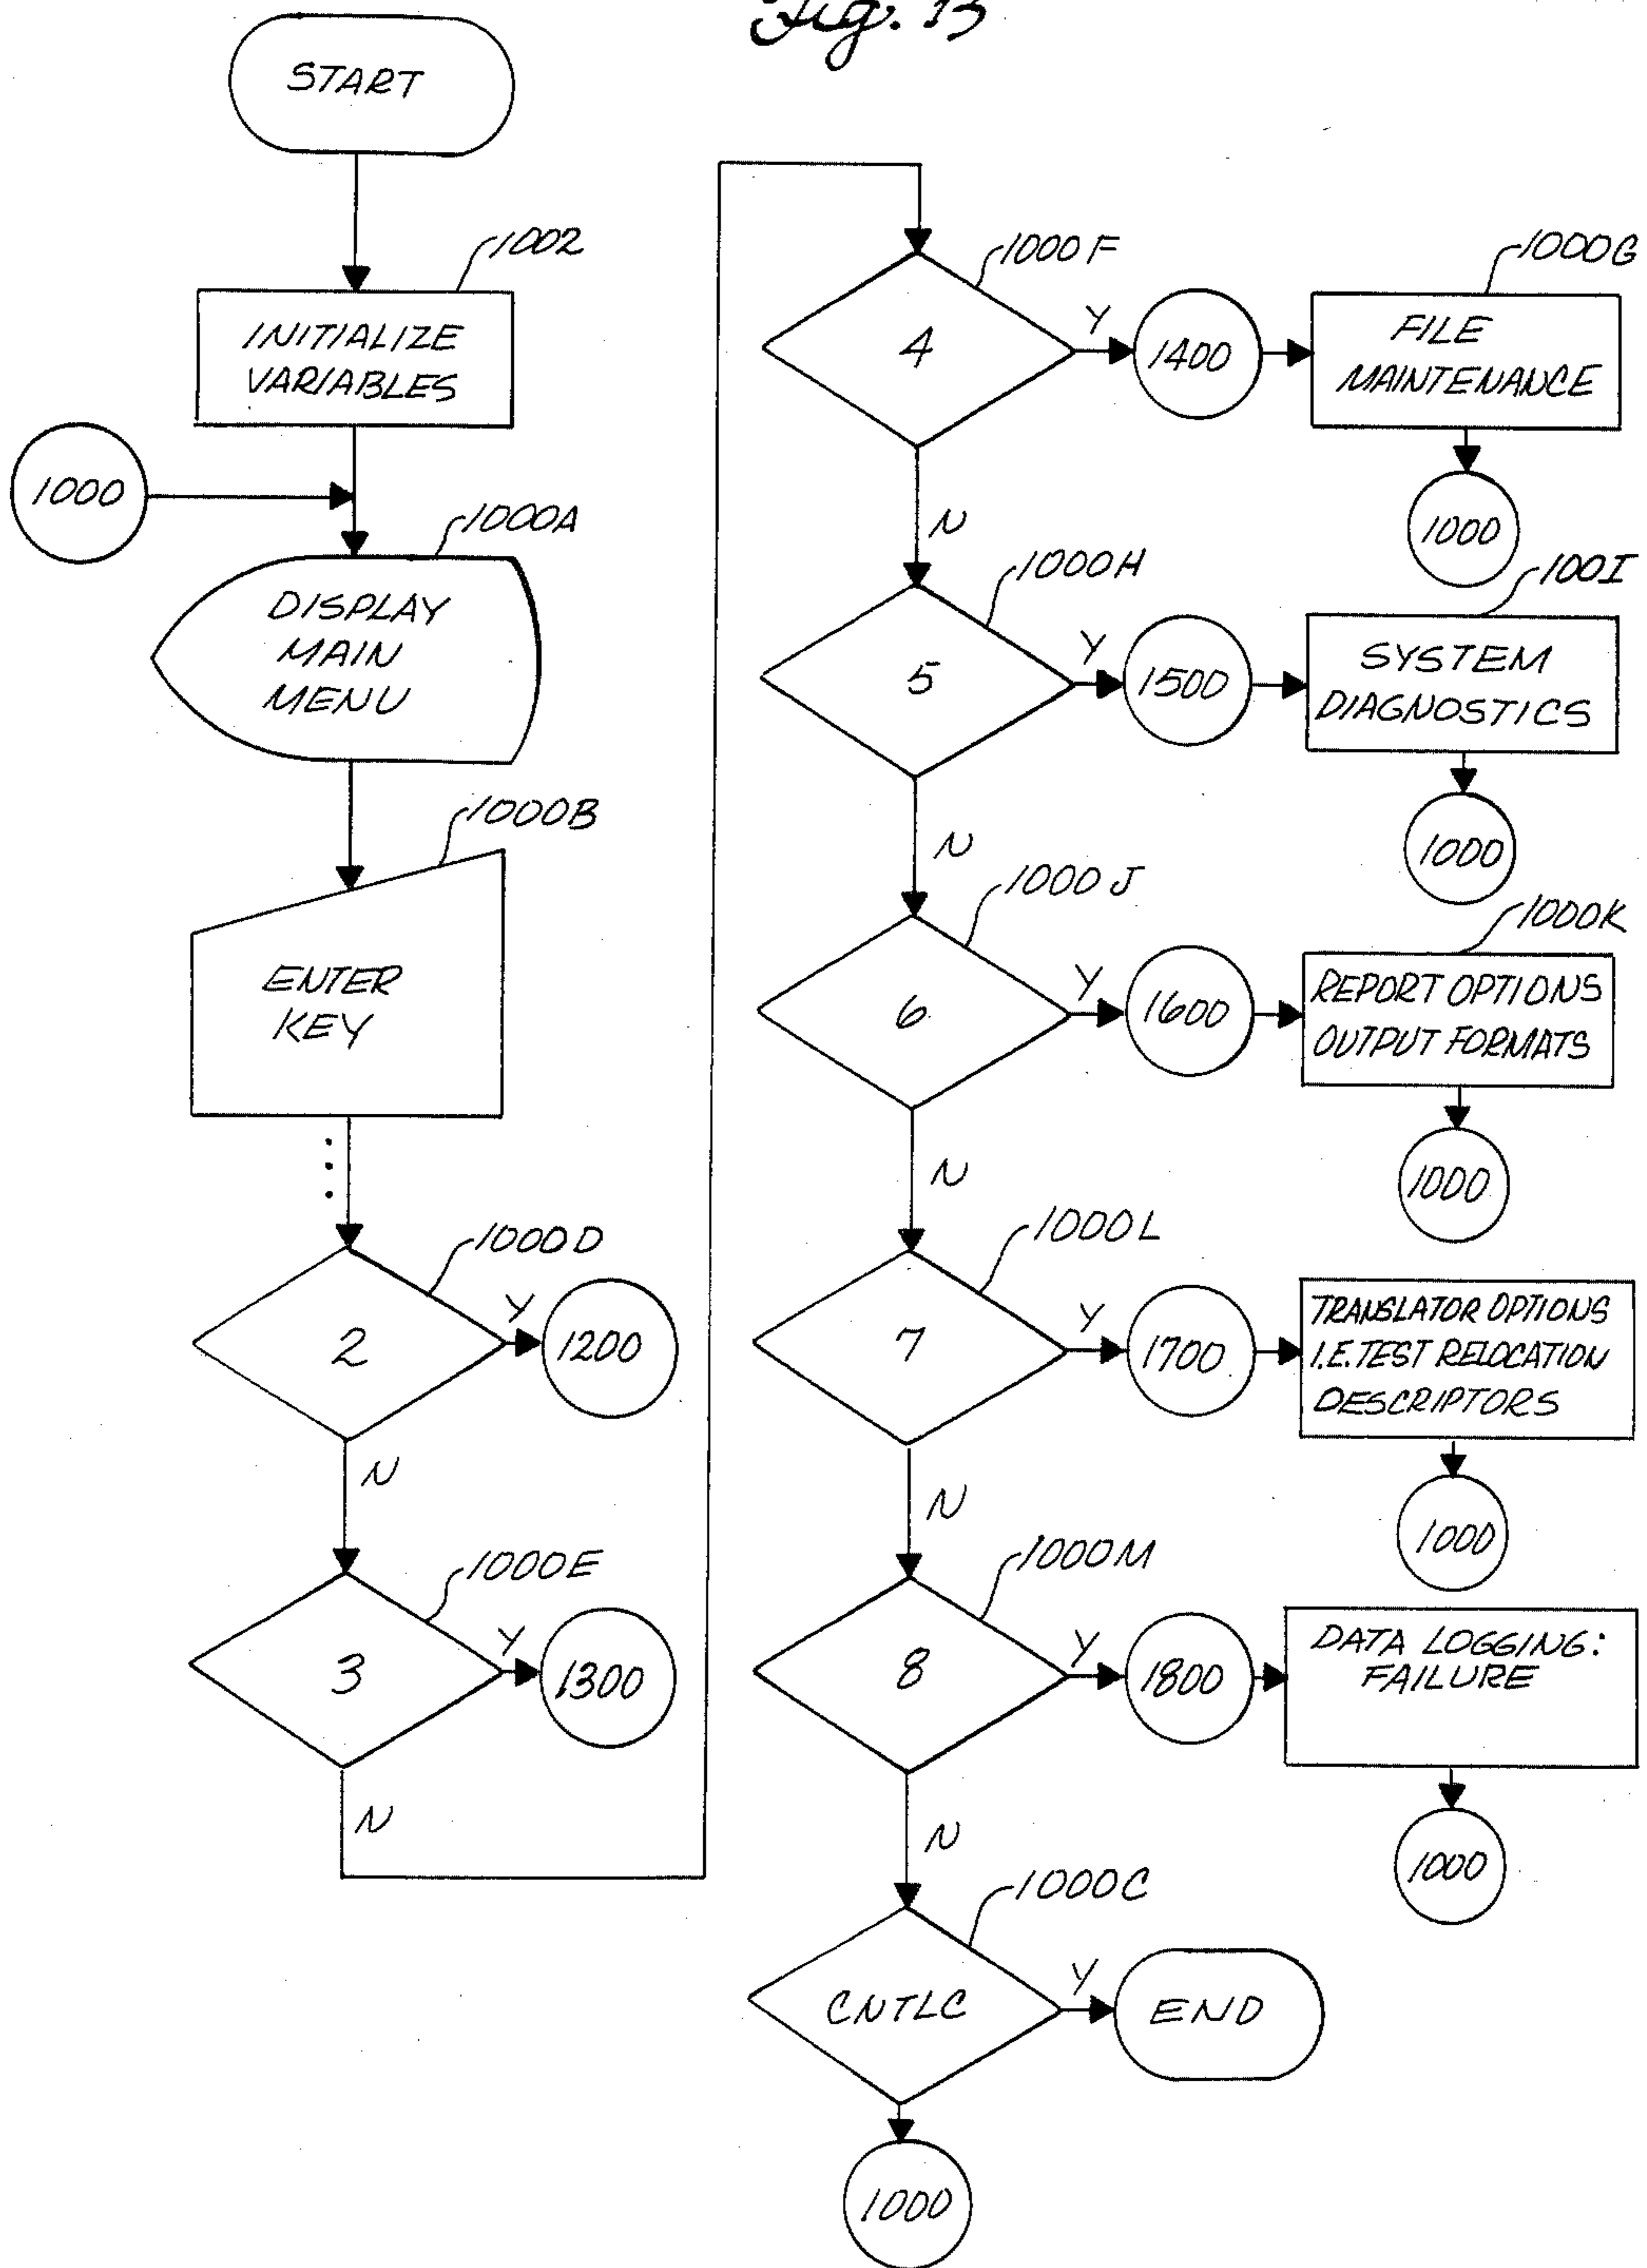 Fig. 13
START
1002
INITIALIZE
VARIABLES
1000
1000A
DISPLAY
MAIN
MENU
1000B
ENTER
KEY
1000D
2
Y
1200
N
1000E
3
Y
1300
N
1000F
4
Y
1400
1000G
FILE
MAINTENANCE
1000
N
1000H
5
Y
1500
100I
SYSTEM
DIAGNOSTICS
1000
N
1000J
6
Y
1600
1000K
REPORT OPTIONS
OUTPUT FORMATS
1000
N
1000L
7
Y
1700
TRANSLATOR OPTIONS
I.E. TEST RELOCATION
DESCRIPTORS
1000
N
1000M
8
Y
1800
DATA LOGGING:
FAILURE
1000
N
1000C
CNTLC
Y
END
1000